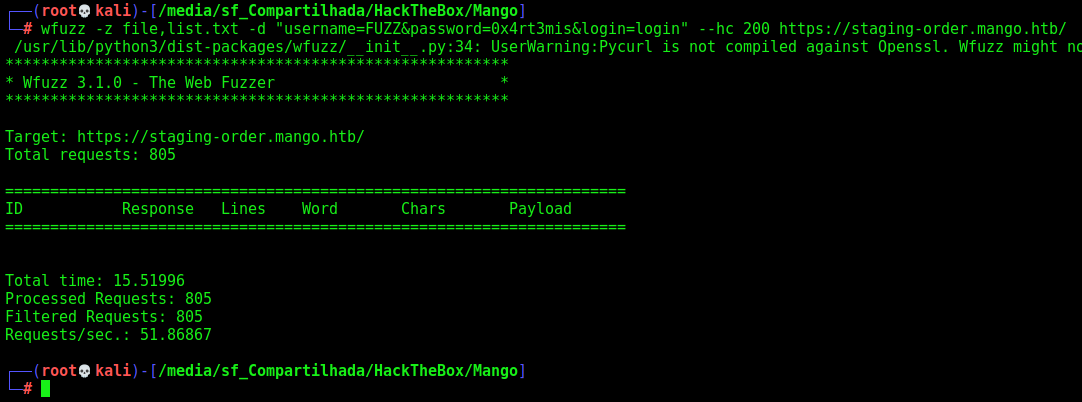 ┌──(root💀kali)-[/media/sf_Compartilhada/HackTheBox/Mango]
└─# wfuzz -z file,list.txt -d "username=FUZZ&password=0x4rt3mis&login=login" --hc 200 https://staging-order.mango.htb/
/usr/lib/python3/dist-packages/wfuzz/__init__.py:34: UserWarning:Pycurl is not compiled against Openssl. Wfuzz might no
********************************************************
* Wfuzz 3.1.0 - The Web Fuzzer                         *
********************************************************
Target: https://staging-order.mango.htb/
Total requests: 805
=====================================================================
ID           Response   Lines    Word       Chars       Payload
=====================================================================
Total time: 15.51996
Processed Requests: 805
Filtered Requests: 805
Requests/sec.: 51.86867
┌──(root💀kali)-[/media/sf_Compartilhada/HackTheBox/Mango]
└─#